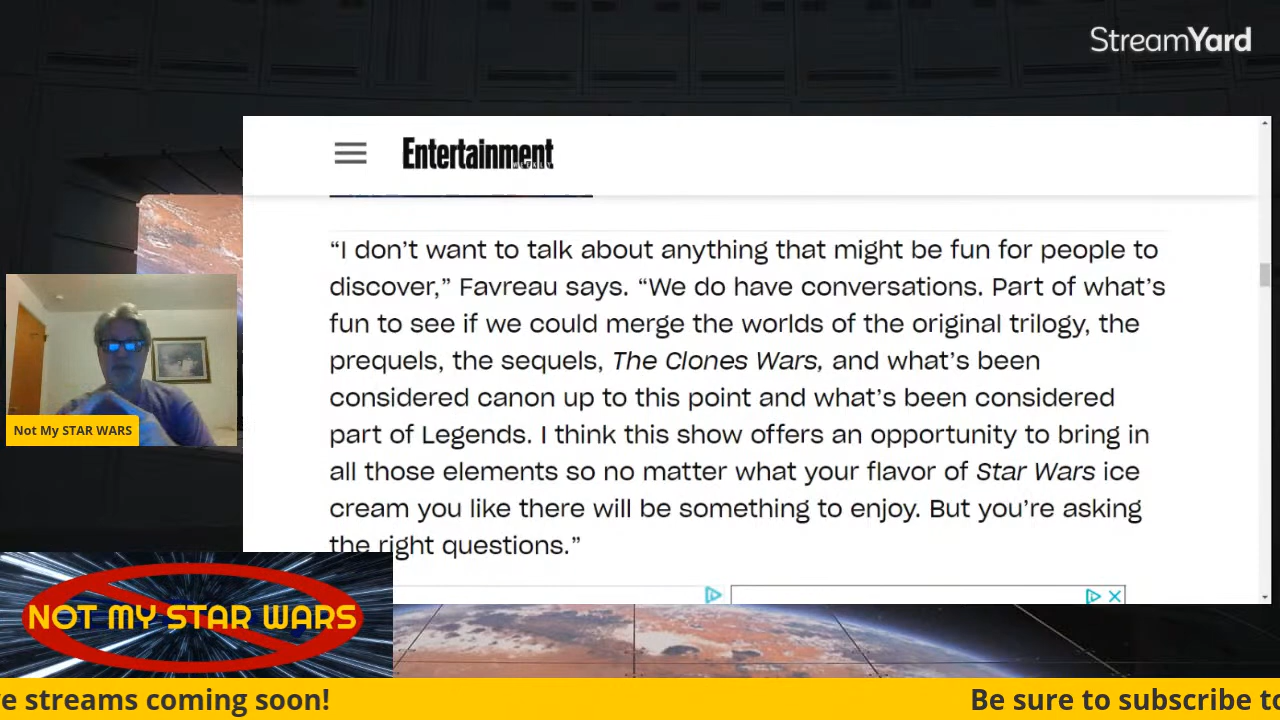 StreamYard
Entertainment
WEEKLY
“I don’t want to talk about anything that might be fun for people to
discover,” Favreau says. “We do have conversations. Part of what’s
fun to see if we could merge the worlds of the original trilogy, the
prequels, the sequels, The Clones Wars, and what’s been
considered canon up to this point and what’s been considered
part of Legends. I think this show offers an opportunity to bring in
all those elements so no matter what your flavor of Star Wars ice
cream you like there will be something to enjoy. But you’re asking
the right questions.”
Not My STAR WARS
NOT MY STAR WARS
e streams coming soon!
Be sure to subscribe to